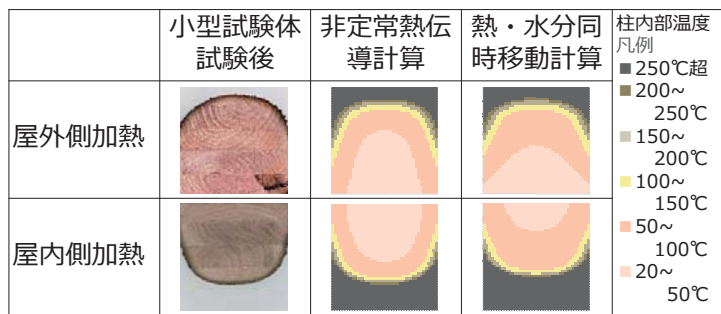 小型試験体
試験後
非定常熱伝
導計算
熱・水分同
時移動計算
屋外側加熱
屋内側加熱
柱内部温度
凡例
250℃超
200~
250℃
150~
200℃
100~
150℃
50~
100℃
20~
50℃